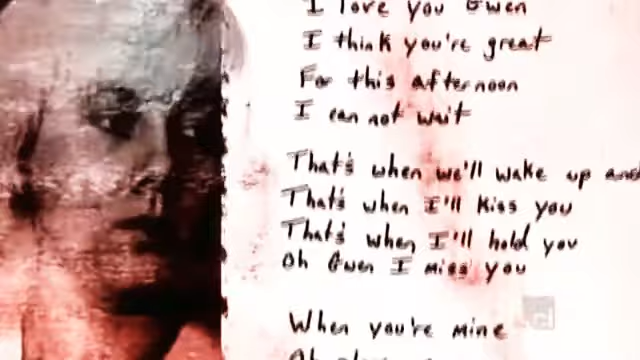 I love you Gwen
I think you're great
For this afternoon
I can not wait
That's when we'll wake up and
That's when I'll kiss you
That's when I'll hold you
Oh Gwen I miss you
When you're mine
Oh